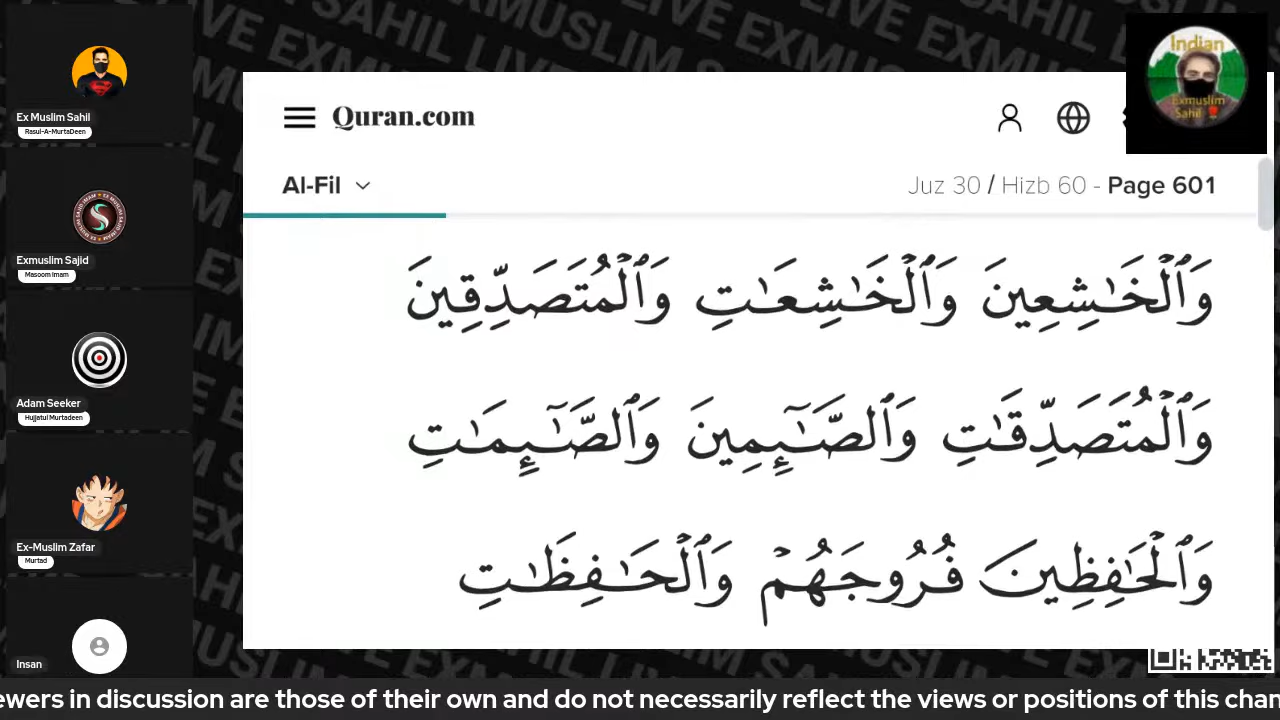 Ex Muslim Sahil
Rasul-A-MurtaDeen
Exmuslim Sajid
Masoom Imam
Adam Seeker
Hujjatul Murtadeen
Ex-Muslim Zafar
Murtad
Insan
Quran.com
Al-Fil
Juz 30 / Hizb 60 - Page 601
وَٱلْخَـٰشِعِينَ وَٱلْخَـٰشِعَـٰتِ وَٱلْمُتَصَدِّقِينَ
وَٱلْمُتَصَدِّقَـٰتِ وَٱلصَّـٰٓئِمِينَ وَٱلصَّـٰٓئِمَـٰتِ
وَٱلْحَـٰفِظِينَ فُرُوجَهُمْ وَٱلْحَـٰفِظَـٰتِ
Indian
Exmuslim
Sahil
ewers in discussion are those of their own and do not necessarily reflect the views or positions of this chan